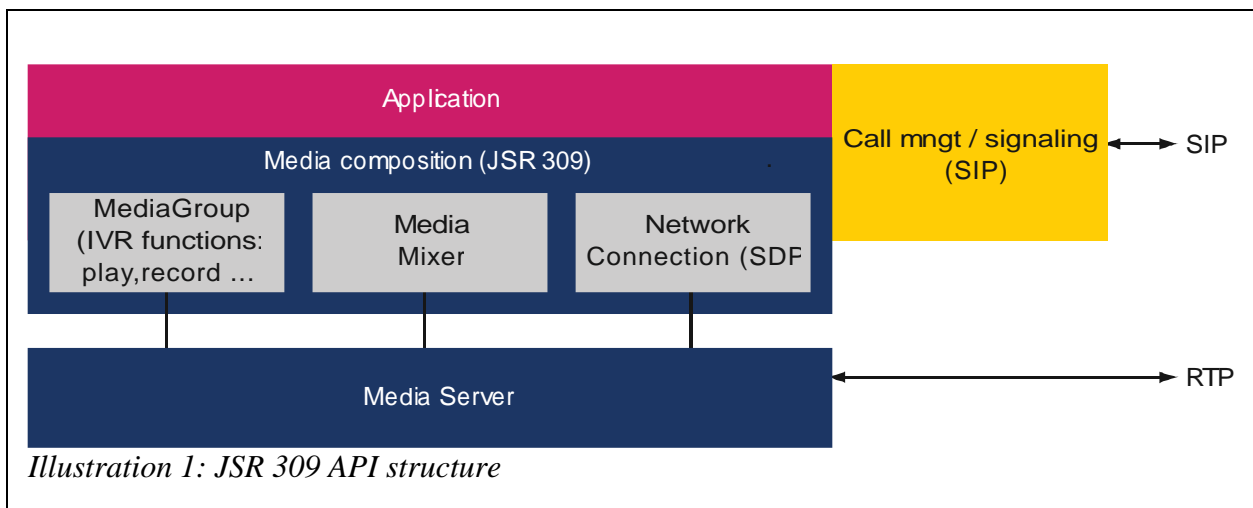 Application
Call mngt / signaling
(SIP)
SIP
Media composition (JSR 309)
MediaGroup
(IVR functions:
play,record ...
Media
Mixer
Network
Connection (SDP
Media Server
RTP
Illustration 1: JSR 309 API structure